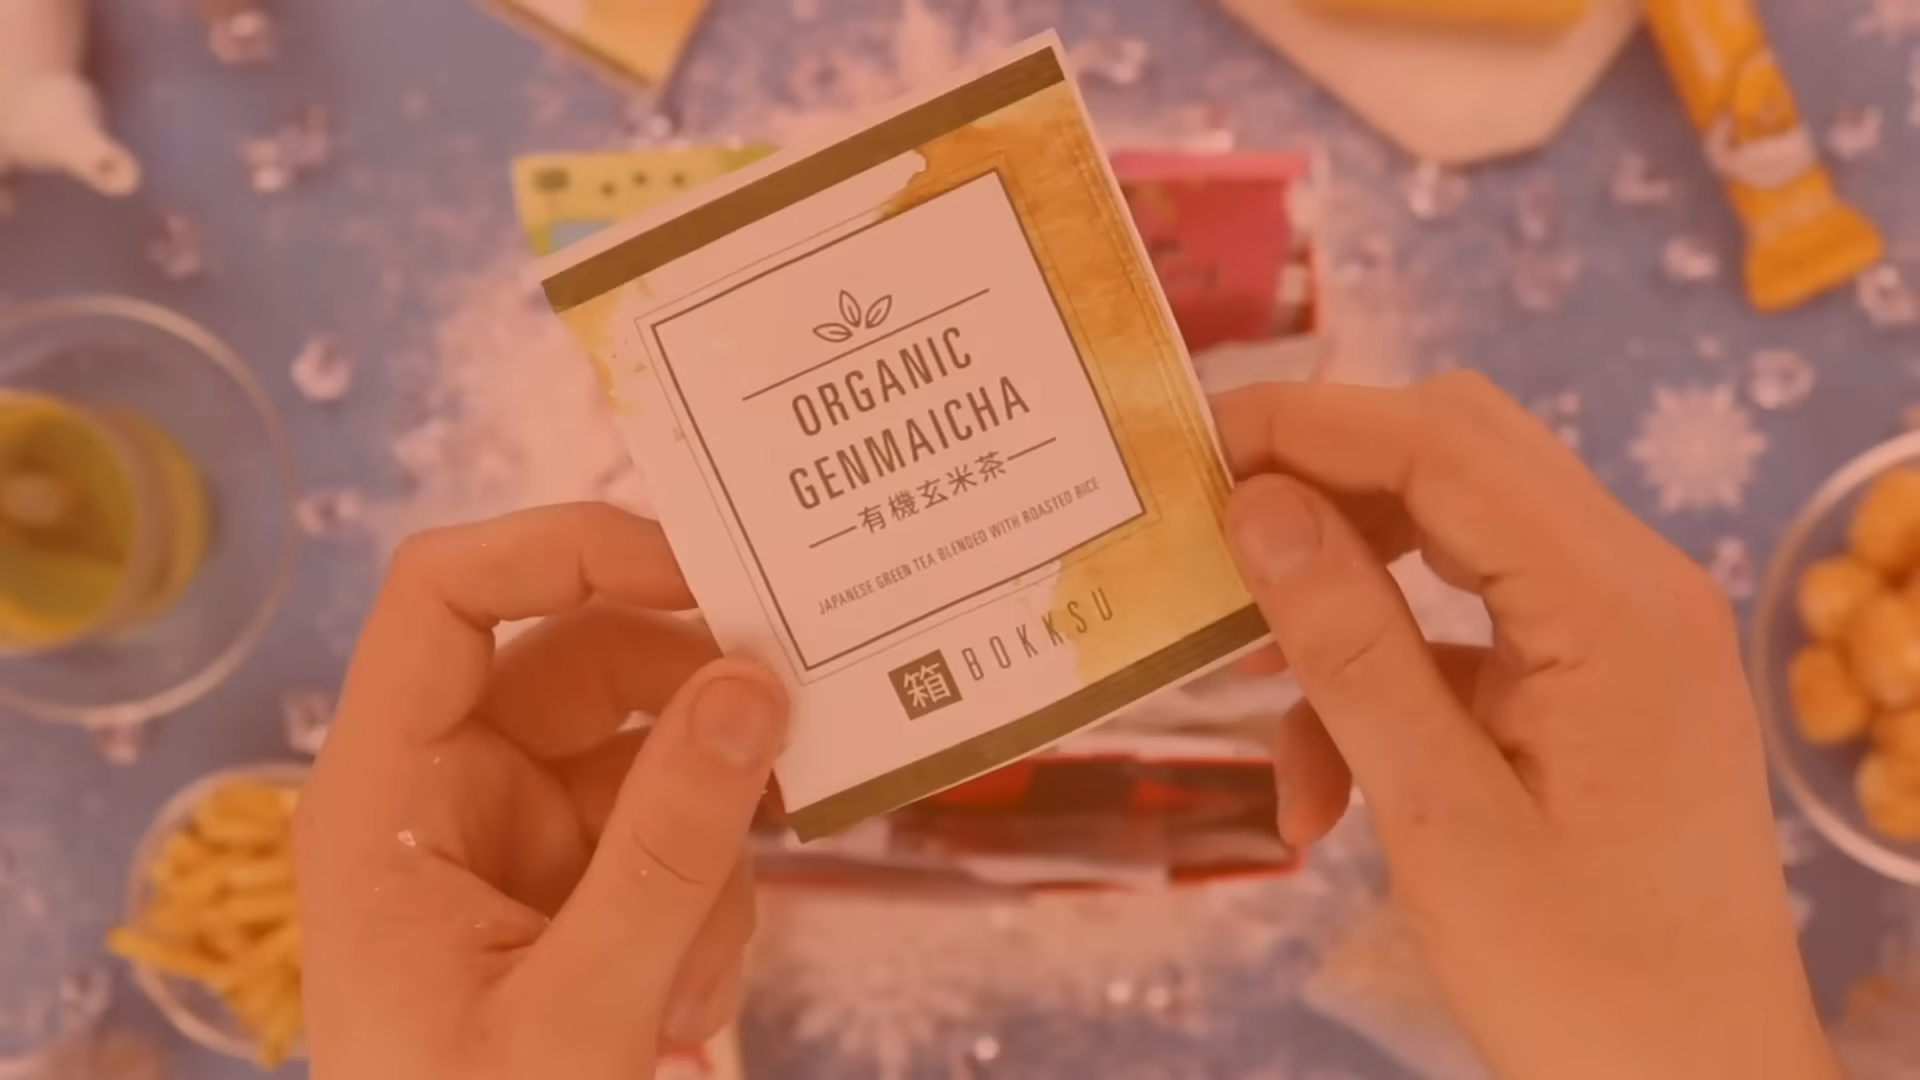 ORGANIC
GENMAICHA
有機玄米茶
JAPANESE GREEN TEA BLENDED WITH ROASTED RICE
箱 BOKKSU